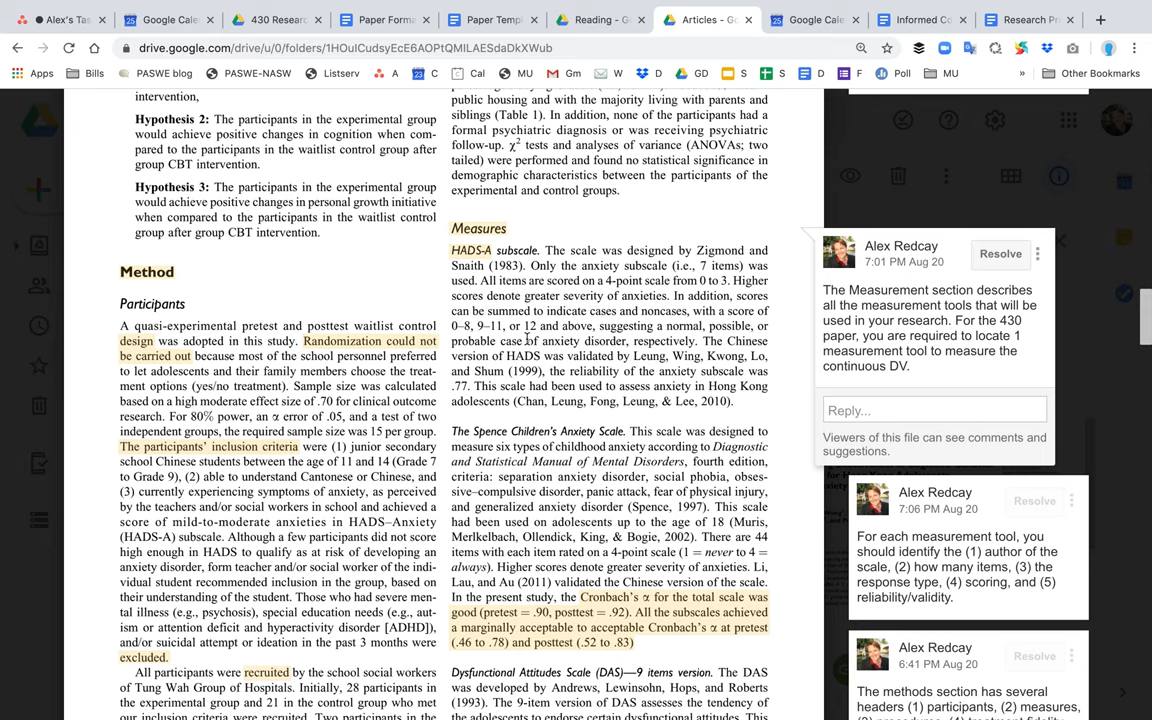 Alex's Tas
Google Cale
430 Resear
Paper Forma
Paper Templ
Reading - Go
Articles - Go
Google Cale
Informed Co
Research Pr
drive.google.com/drive/u/0/folders/1HOulCudsyEcE6AOPtQMILAESdaDkXWub
Apps
Bills
PASWE blog
PASWE-NASW
Listserv
A
C
Cal
MU
Gm
W
D
GD
S
S
D
F
Poll
MU
»
Other Bookmarks
intervention,
Hypothesis 2: The participants in the experimental group
would achieve positive changes in cognition when com-
pared to the participants in the waitlist control group after
group CBT intervention.
Hypothesis 3: The participants in the experimental group
would achieve positive changes in personal growth initiative
when compared to the participants in the waitlist control
group after group CBT intervention.
Method
Participants
A quasi-experimental pretest and posttest waitlist control
design was adopted in this study. Randomization could not
be carried out because most of the school personnel preferred
to let adolescents and their family members choose the treat-
ment options (yes/no treatment). Sample size was calculated
based on a high moderate effect size of .70 for clinical outcome
research. For 80% power, an α error of .05, and a test of two
independent groups, the required sample size was 15 per group.
The participants' inclusion criteria were (1) junior secondary
school Chinese students between the age of 11 and 14 (Grade 7
to Grade 9), (2) able to understand Cantonese or Chinese, and
(3) currently experiencing symptoms of anxiety, as perceived
by the teachers and/or social workers in school and achieved a
score of mild-to-moderate anxieties in HADS–Anxiety
(HADS-A) subscale. Although a few participants did not score
high enough in HADS to qualify as at risk of developing an
anxiety disorder, form teacher and/or social worker of the indi-
vidual student recommended inclusion in the group, based on
their understanding of the student. Those who had severe men-
tal illness (e.g., psychosis), special education needs (e.g., aut-
ism or attention deficit and hyperactivity disorder [ADHD]),
and/or suicidal attempt or ideation in the past 3 months were
excluded.
All participants were recruited by the school social workers
of Tung Wah Group of Hospitals. Initially, 28 participants in
the experimental group and 21 in the control group who met
our inclusion criteria were recruited. Two participants in the
public housing and with the majority living with parents and
siblings (Table 1). In addition, none of the participants had a
formal psychiatric diagnosis or was receiving psychiatric
follow-up. χ² tests and analyses of variance (ANOVAs; two
tailed) were performed and found no statistical significance in
demographic characteristics between the participants of the
experimental and control groups.
Measures
HADS-A subscale. The scale was designed by Zigmond and
Snaith (1983). Only the anxiety subscale (i.e., 7 items) was
used. All items are scored on a 4-point scale from 0 to 3. Higher
scores denote greater severity of anxieties. In addition, scores
can be summed to indicate cases and noncases, with a score of
0–8, 9–11, or 12 and above, suggesting a normal, possible, or
probable case of anxiety disorder, respectively. The Chinese
version of HADS was validated by Leung, Wing, Kwong, Lo,
and Shum (1999), the reliability of the anxiety subscale was
.77. This scale had been used to assess anxiety in Hong Kong
adolescents (Chan, Leung, Fong, Leung, & Lee, 2010).
The Spence Children's Anxiety Scale. This scale was designed to
measure six types of childhood anxiety according to Diagnostic
and Statistical Manual of Mental Disorders, fourth edition,
criteria: separation anxiety disorder, social phobia, obses-
sive–compulsive disorder, panic attack, fear of physical injury,
and generalized anxiety disorder (Spence, 1997). This scale
had been used on adolescents up to the age of 18 (Muris,
Merlkelbach, Ollendick, King, & Bogie, 2002). There are 44
items with each item rated on a 4-point scale (1 = never to 4 =
always). Higher scores denote greater severity of anxieties. Li,
Lau, and Au (2011) validated the Chinese version of the scale.
In the present study, the Cronbach's α for the total scale was
good (pretest = .90, posttest = .92). All the subscales achieved
a marginally acceptable to acceptable Cronbach's α at pretest
(.46 to .78) and posttest (.52 to .83)
Dysfunctional Attitudes Scale (DAS)—9 items version. The DAS
was developed by Andrews, Lewinsohn, Hops, and Roberts
(1993). The 9-item version of DAS assesses the tendency of
the adolescents to endorse certain dysfunctional attitudes. This
Alex Redcay
7:01 PM Aug 20
Resolve
The Measurement section describes
all the measurement tools that will be
used in your research. For the 430
paper, you are required to locate 1
measurement tool to measure the
continuous DV.
Reply...
Viewers of this file can see comments and
suggestions.
Alex Redcay
7:06 PM Aug 20
Resolve
For each measurement tool, you
should identify the (1) author of the
scale, (2) how many items, (3) the
response type, (4) scoring, and (5)
reliability/validity.
Alex Redcay
6:41 PM Aug 20
Resolve
The methods section has several
headers (1) participants, (2) measures,